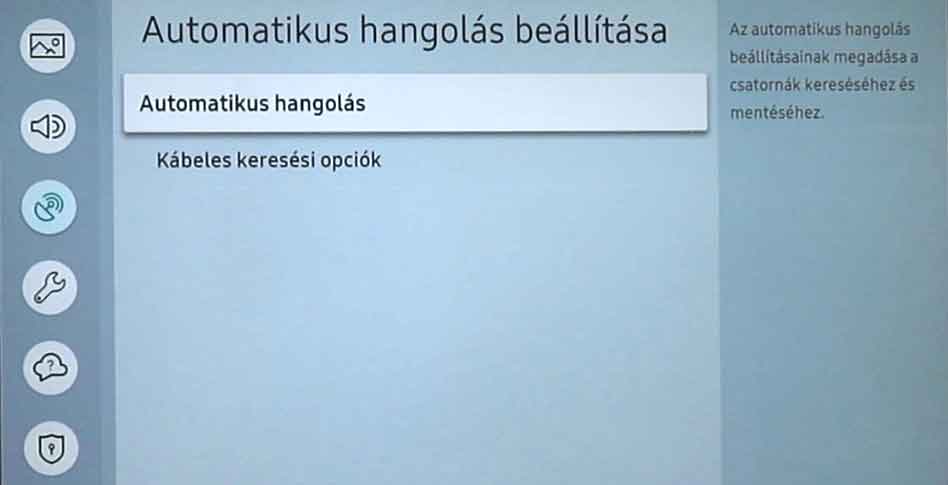 Automatikus hangolás beállítása
Automatikus hangolás
Kábeles keresési opciók
Az automatikus hangolás
beállításainak megadása a
csatornák kereséséhez és
mentéséhez.
?